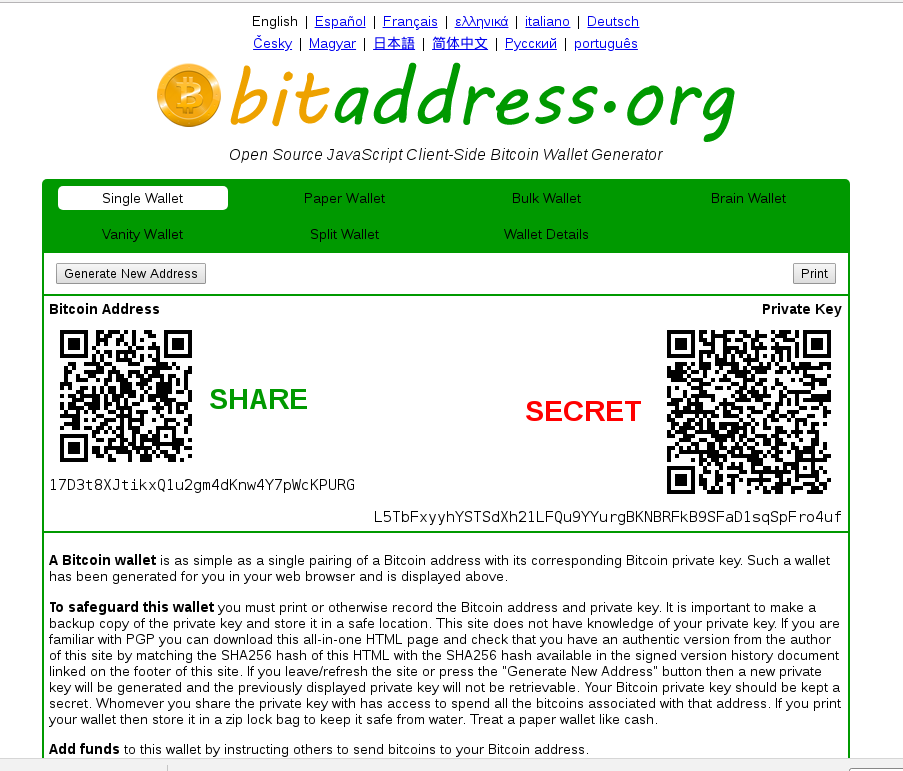 English | Español | Français | ελληνικά | italiano | Deutsch
Česky | Magyar | 日本語 | 简体中文 | Русский | português
bitaddress.org
Open Source JavaScript Client-Side Bitcoin Wallet Generator
Single Wallet Paper Wallet Bulk Wallet Brain Wallet
Vanity Wallet Split Wallet Wallet Details
Generate New Address Print
Bitcoin Address Private Key
SHARE
SECRET
17D3t8XJtikxQ1u2gm4dKnw4Y7pWcKPURG
L5TbFxyyhYSTSdXh21LFQu9YYurgBKNBRFkB9SFaD1sqSpFro4uf
A Bitcoin wallet is as simple as a single pairing of a Bitcoin address with its corresponding Bitcoin private key. Such a wallet
has been generated for you in your web browser and is displayed above.
To safeguard this wallet you must print or otherwise record the Bitcoin address and private key. It is important to make a
backup copy of the private key and store it in a safe location. This site does not have knowledge of your private key. If you are
familiar with PGP you can download this all-in-one HTML page and check that you have an authentic version from the author
of this site by matching the SHA256 hash of this HTML with the SHA256 hash available in the signed version history document
linked on the footer of this site. If you leave/refresh the site or press the "Generate New Address" button then a new private
key will be generated and the previously displayed private key will not be retrievable. Your Bitcoin private key should be kept a
secret. Whomever you share the private key with has access to spend all the bitcoins associated with that address. If you print
your wallet then store it in a zip lock bag to keep it safe from water. Treat a paper wallet like cash.
Add funds to this wallet by instructing others to send bitcoins to your Bitcoin address.